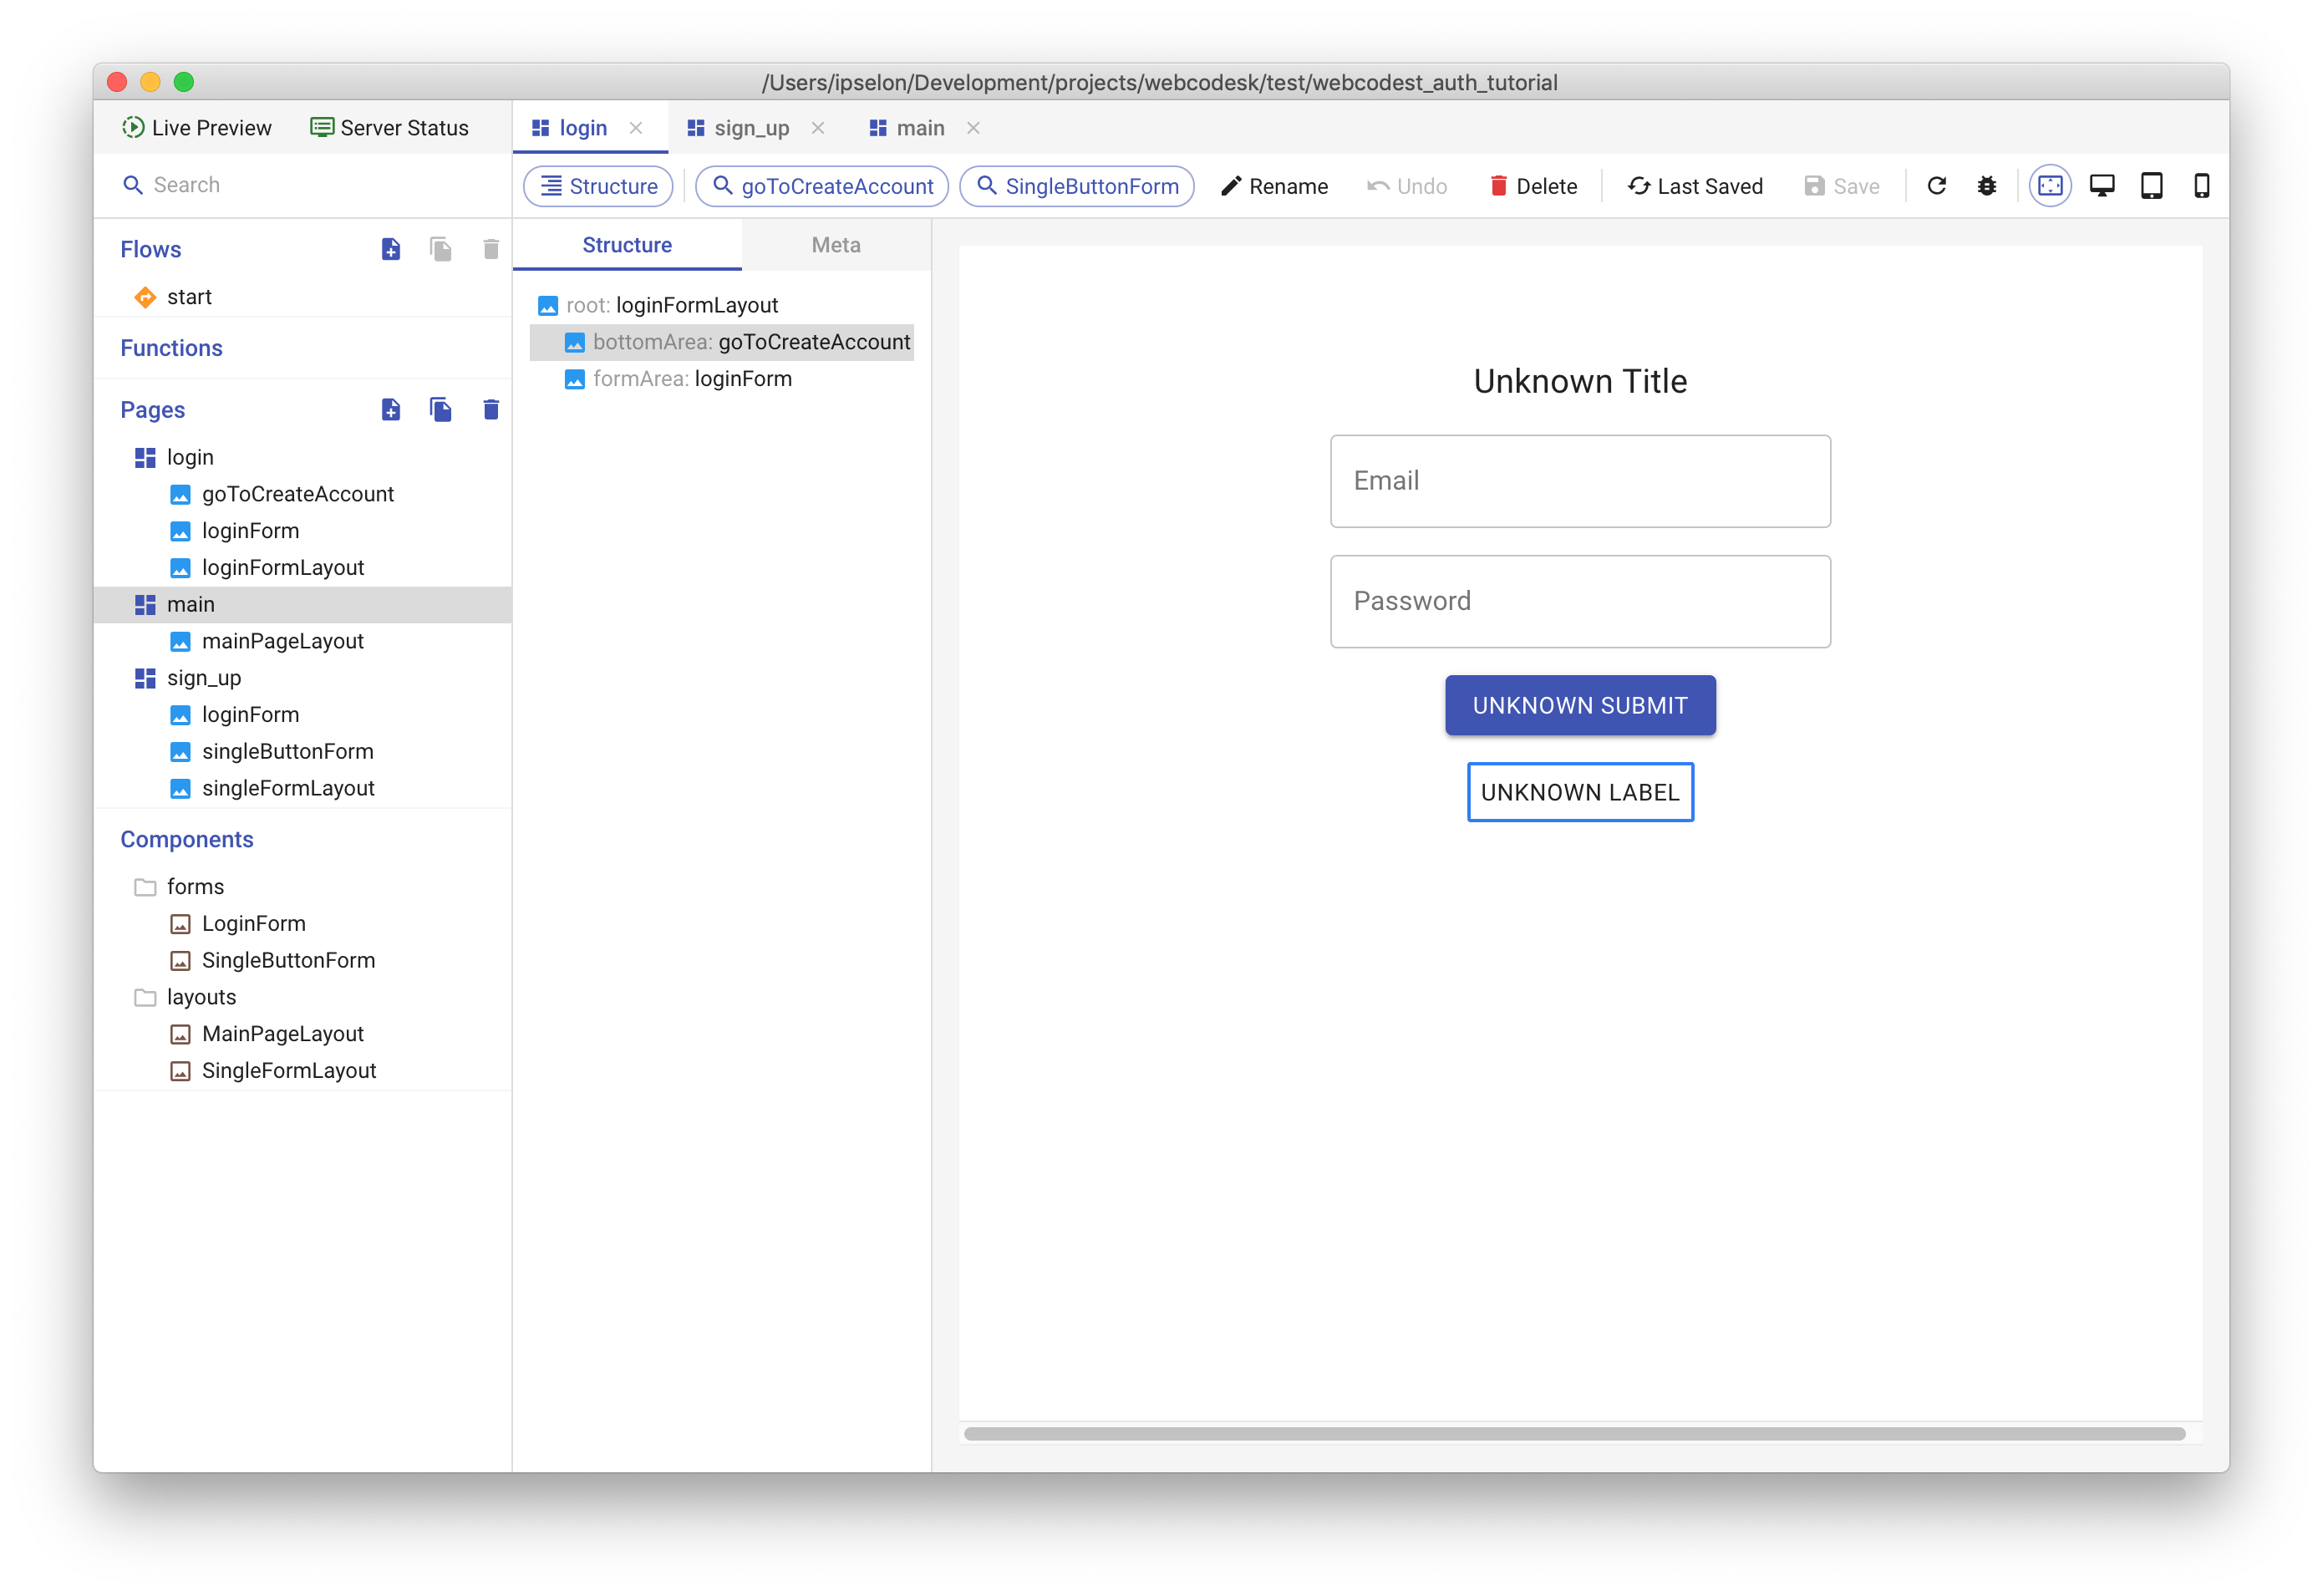 /Users/ipselon/Development/projects/webcodesk/test/webcodest_auth_tutorial
Live Preview
Server Status
login
sign_up
main
Search
Structure
goToCreateAccount
SingleButtonForm
Rename
Undo
Delete
Last Saved
Save
Flows
start
Functions
Pages
login
goToCreateAccount
loginForm
loginFormLayout
main
mainPageLayout
sign_up
loginForm
singleButtonForm
singleFormLayout
Components
forms
LoginForm
SingleButtonForm
layouts
MainPageLayout
SingleFormLayout
Structure
Meta
root: loginFormLayout
bottomArea: goToCreateAccount
formArea: loginForm
Unknown Title
Email
Password
UNKNOWN SUBMIT
UNKNOWN LABEL